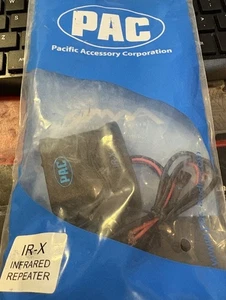 PAC
Pacific Accessory Corporation
PAC
IR-X
INFRARED
REPEATER